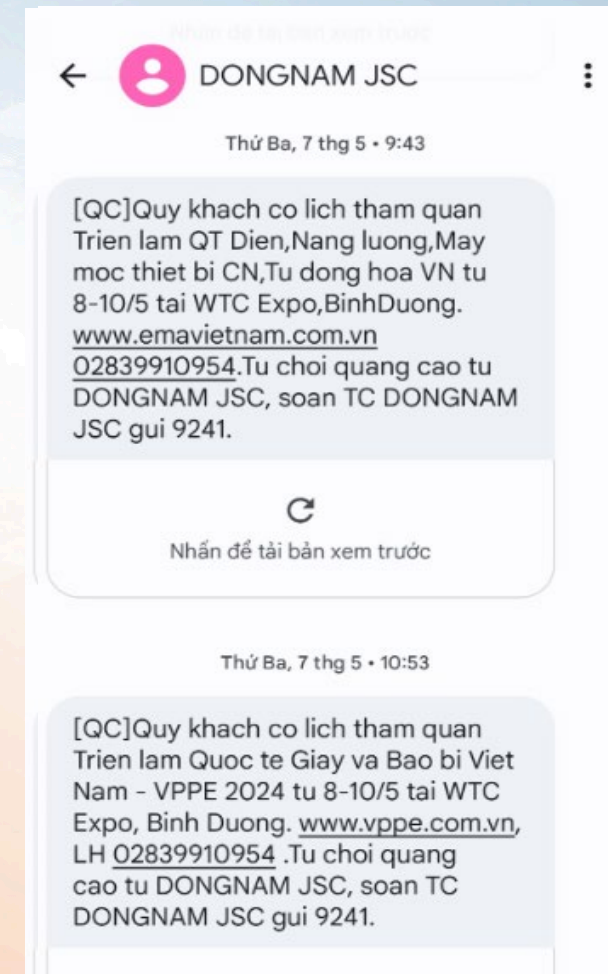 DONGNAM JSC
Thứ Ba, 7 thg 5 • 9:43
[QC]Quy khach co lich tham quan
Trien lam QT Dien,Nang luong,May
moc thiet bi CN,Tu dong hoa VN tu
8-10/5 tai WTC Expo,BinhDuong.
www.emavietnam.com.vn
02839910954.Tu choi quang cao tu
DONGNAM JSC, soan TC DONGNAM
JSC gui 9241.
Nhấn để tải bản xem trước
Thứ Ba, 7 thg 5 • 10:53
[QC]Quy khach co lich tham quan
Trien lam Quoc te Giay va Bao bi Viet
Nam - VPPE 2024 tu 8-10/5 tai WTC
Expo, Binh Duong. www.vppe.com.vn,
LH 02839910954 .Tu choi quang
cao tu DONGNAM JSC, soan TC
DONGNAM JSC gui 9241.